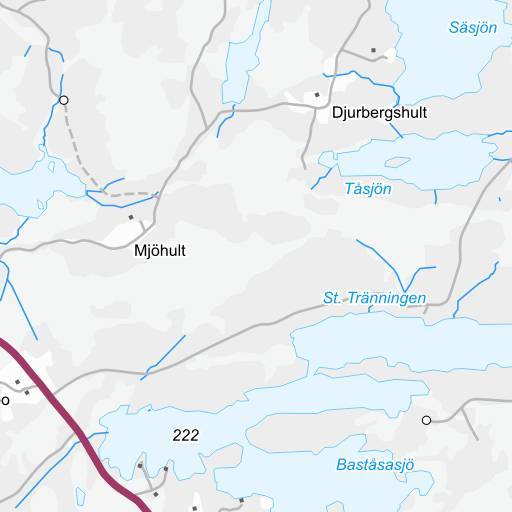 Säsjön
Djurbergshult
Tåsjön
Mjöhult
St. Tränningen
o
222
Baståsasjö